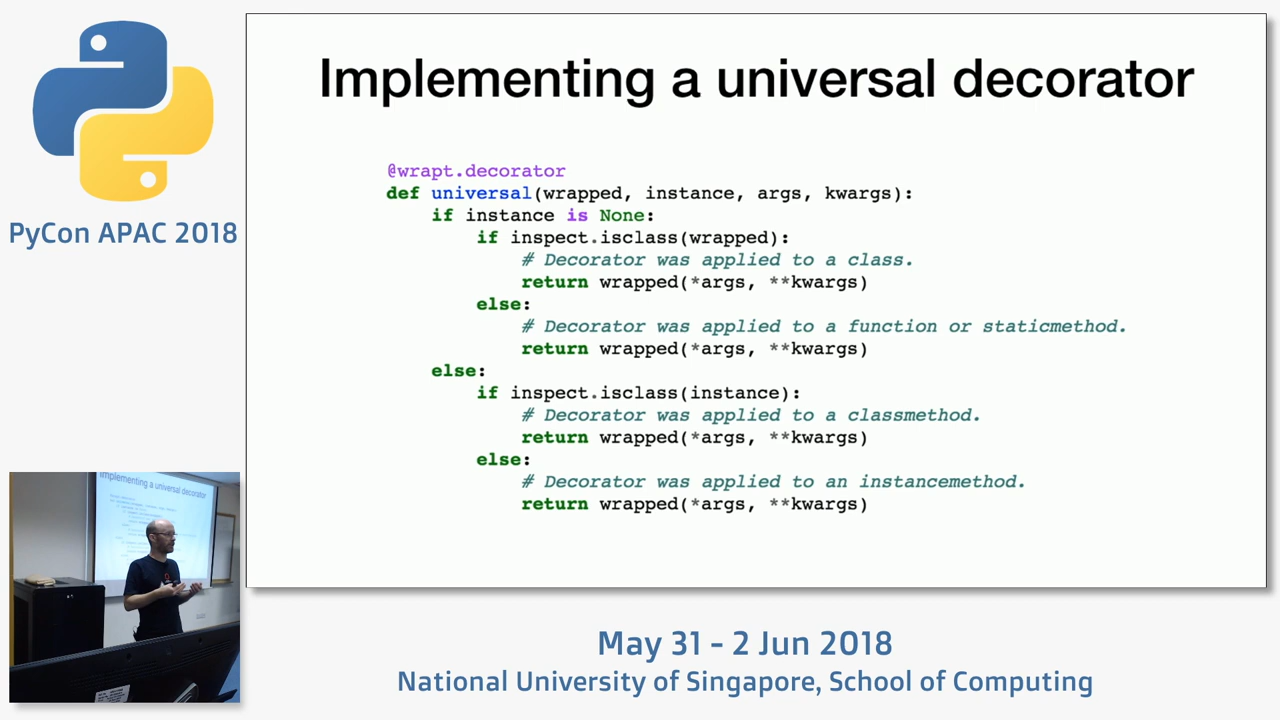 PyCon APAC 2018
Implementing a universal decorator
@wrapt.decorator
def universal(wrapped, instance, args, kwargs):
    if instance is None:
        if inspect.isclass(wrapped):
            # Decorator was applied to a class.
            return wrapped(*args, **kwargs)
        else:
            # Decorator was applied to a function or staticmethod.
            return wrapped(*args, **kwargs)
    else:
        if inspect.isclass(instance):
            # Decorator was applied to a classmethod.
            return wrapped(*args, **kwargs)
        else:
            # Decorator was applied to an instancemethod.
            return wrapped(*args, **kwargs)
Implementing a universal decorator
May 31 - 2 Jun 2018
National University of Singapore, School of Computing